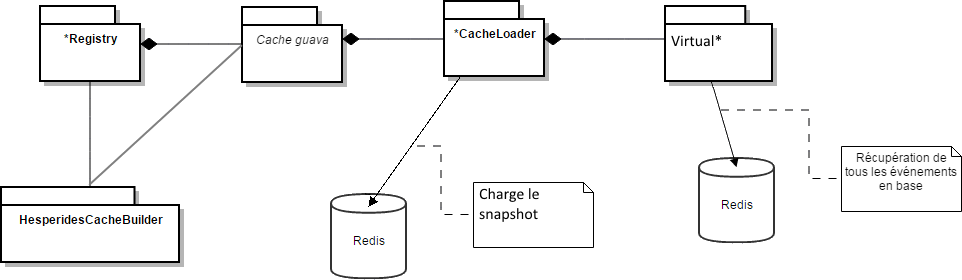 *Registry
Cache guava
*CacheLoader
Virtual*
HesperidesCacheBuilder
Redis
Charge le
snapshot
Redis
Récupération de
tous les événements
en base